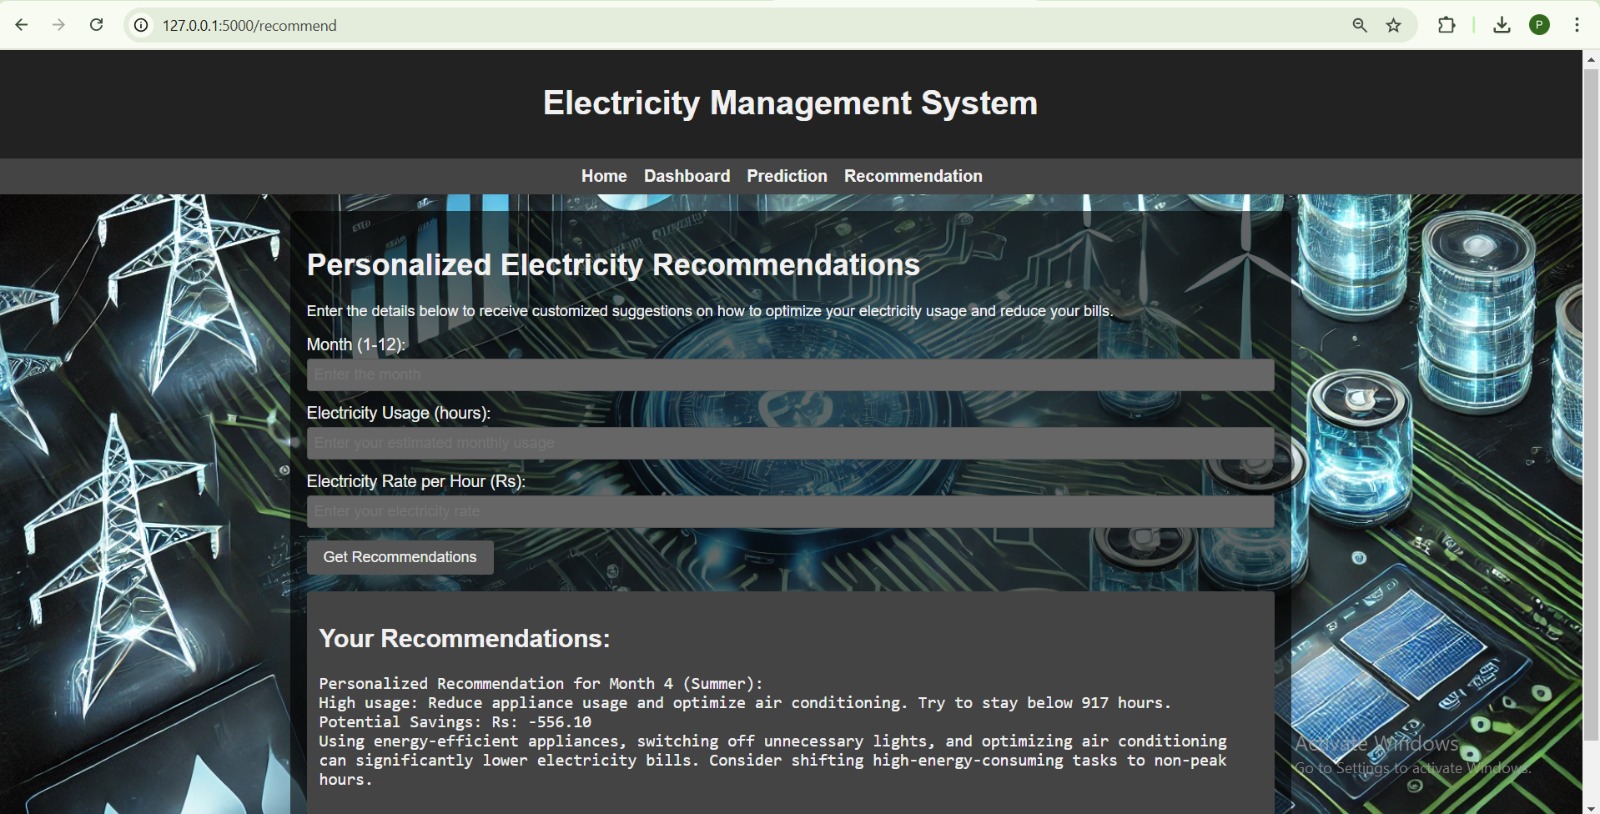 127.0.0.1:5000/recommend
P
Electricity Management System
Home Dashboard Prediction Recommendation
Personalized Electricity Recommendations
Enter the details below to receive customized suggestions on how to optimize your electricity usage and reduce your bills.
Month (1-12):
Enter the month
Electricity Usage (hours):
Enter your estimated monthly usage
Electricity Rate per Hour (Rs):
Enter your electricity rate
Get Recommendations
Your Recommendations:
Personalized Recommendation for Month 4 (Summer):
High usage: Reduce appliance usage and optimize air conditioning. Try to stay below 917 hours.
Potential Savings: Rs: -556.10
Using energy-efficient appliances, switching off unnecessary lights, and optimizing air conditioning
can significantly lower electricity bills. Consider shifting high-energy-consuming tasks to non-peak
hours.
Activate Windows
Go to Settings to activate Windows.